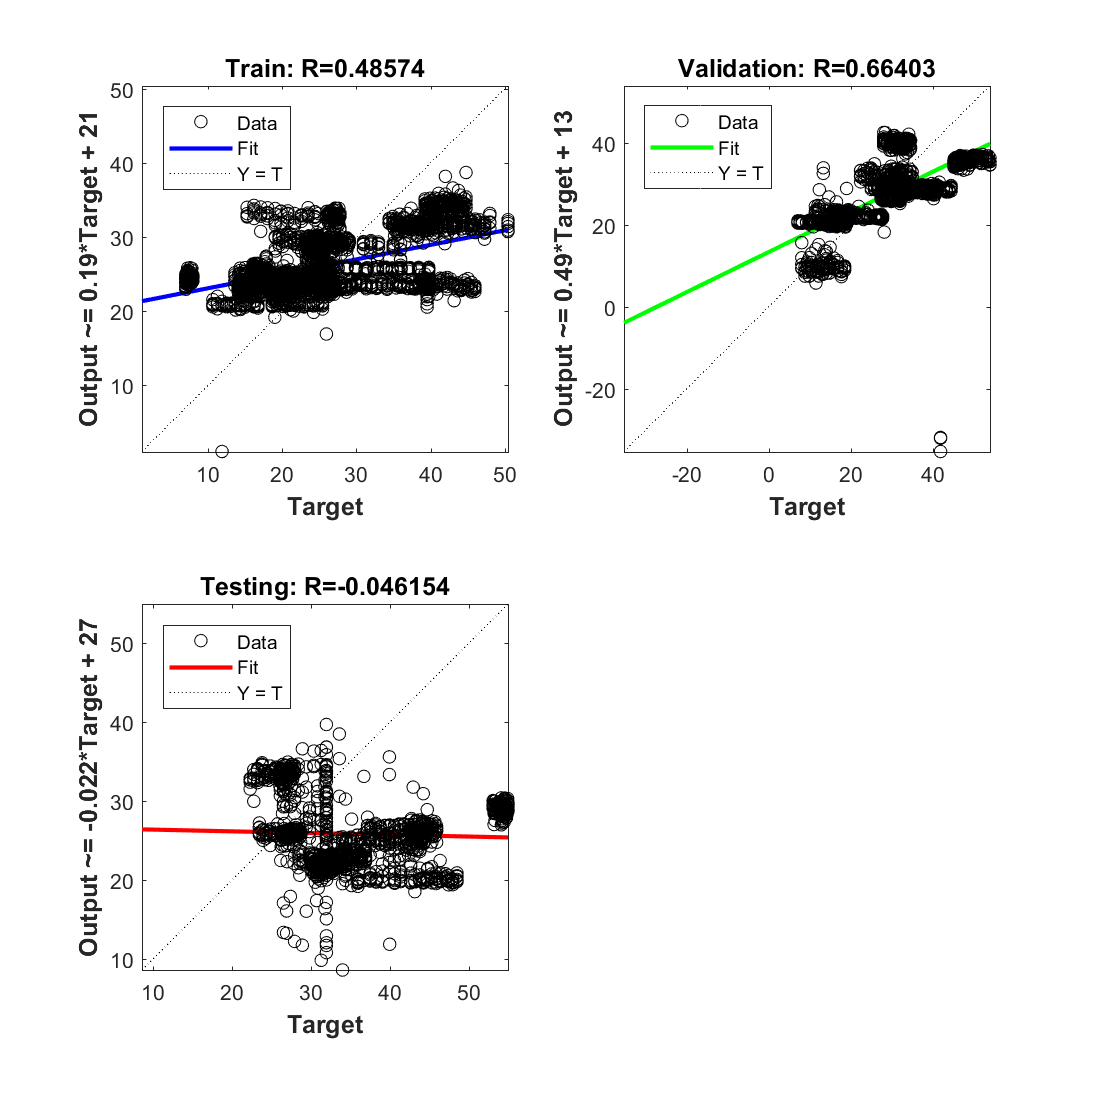 Train: R=0.48574
Output ~= 0.19*Target + 21
50
40
30
20
10
Data
Fit
Y = T
10 20 30 40 50
Target
Validation: R=0.66403
Output ~= 0.49*Target + 13
40
20
0
-20
Data
Fit
Y = T
-20 0 20 40
Target
Testing: R=-0.046154
Output ~= -0.022*Target + 27
50
40
30
20
10
Data
Fit
Y = T
10 20 30 40 50
Target